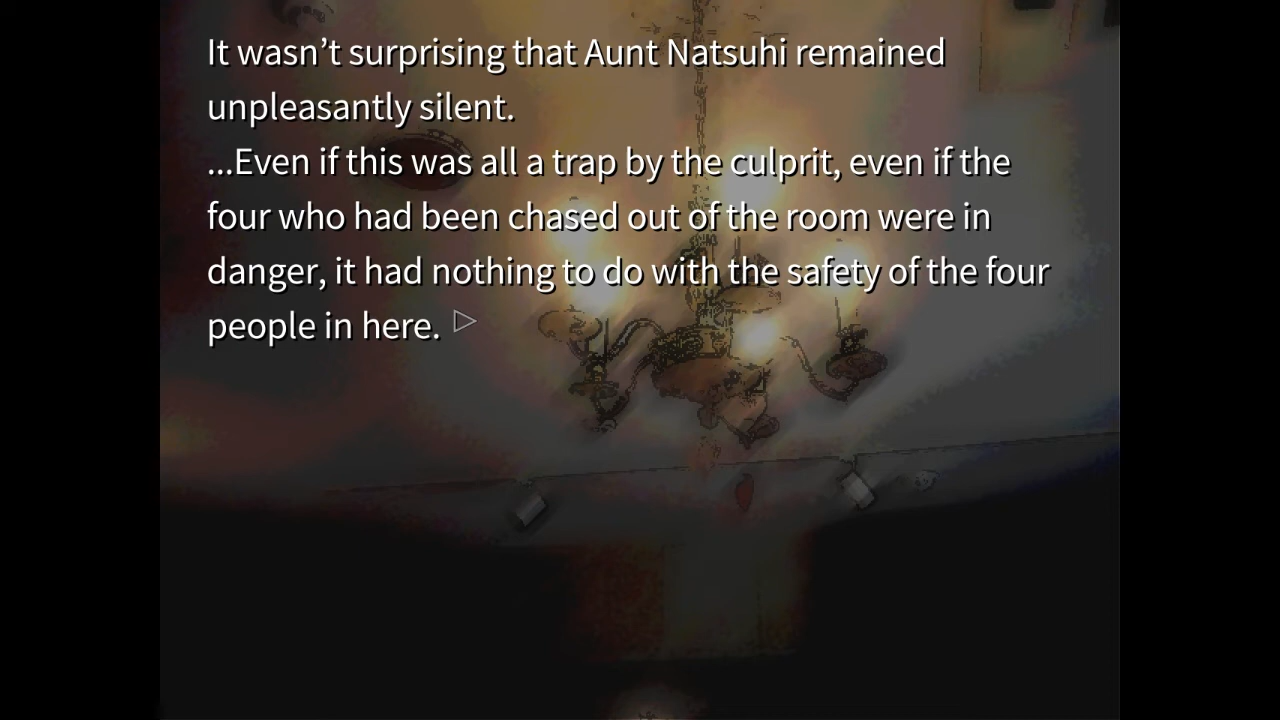 It wasn’t surprising that Aunt Natsuhi remained
unpleasantly silent.
...Even if this was all a trap by the culprit, even if the
four who had been chased out of the room were in
danger, it had nothing to do with the safety of the four
people in here.